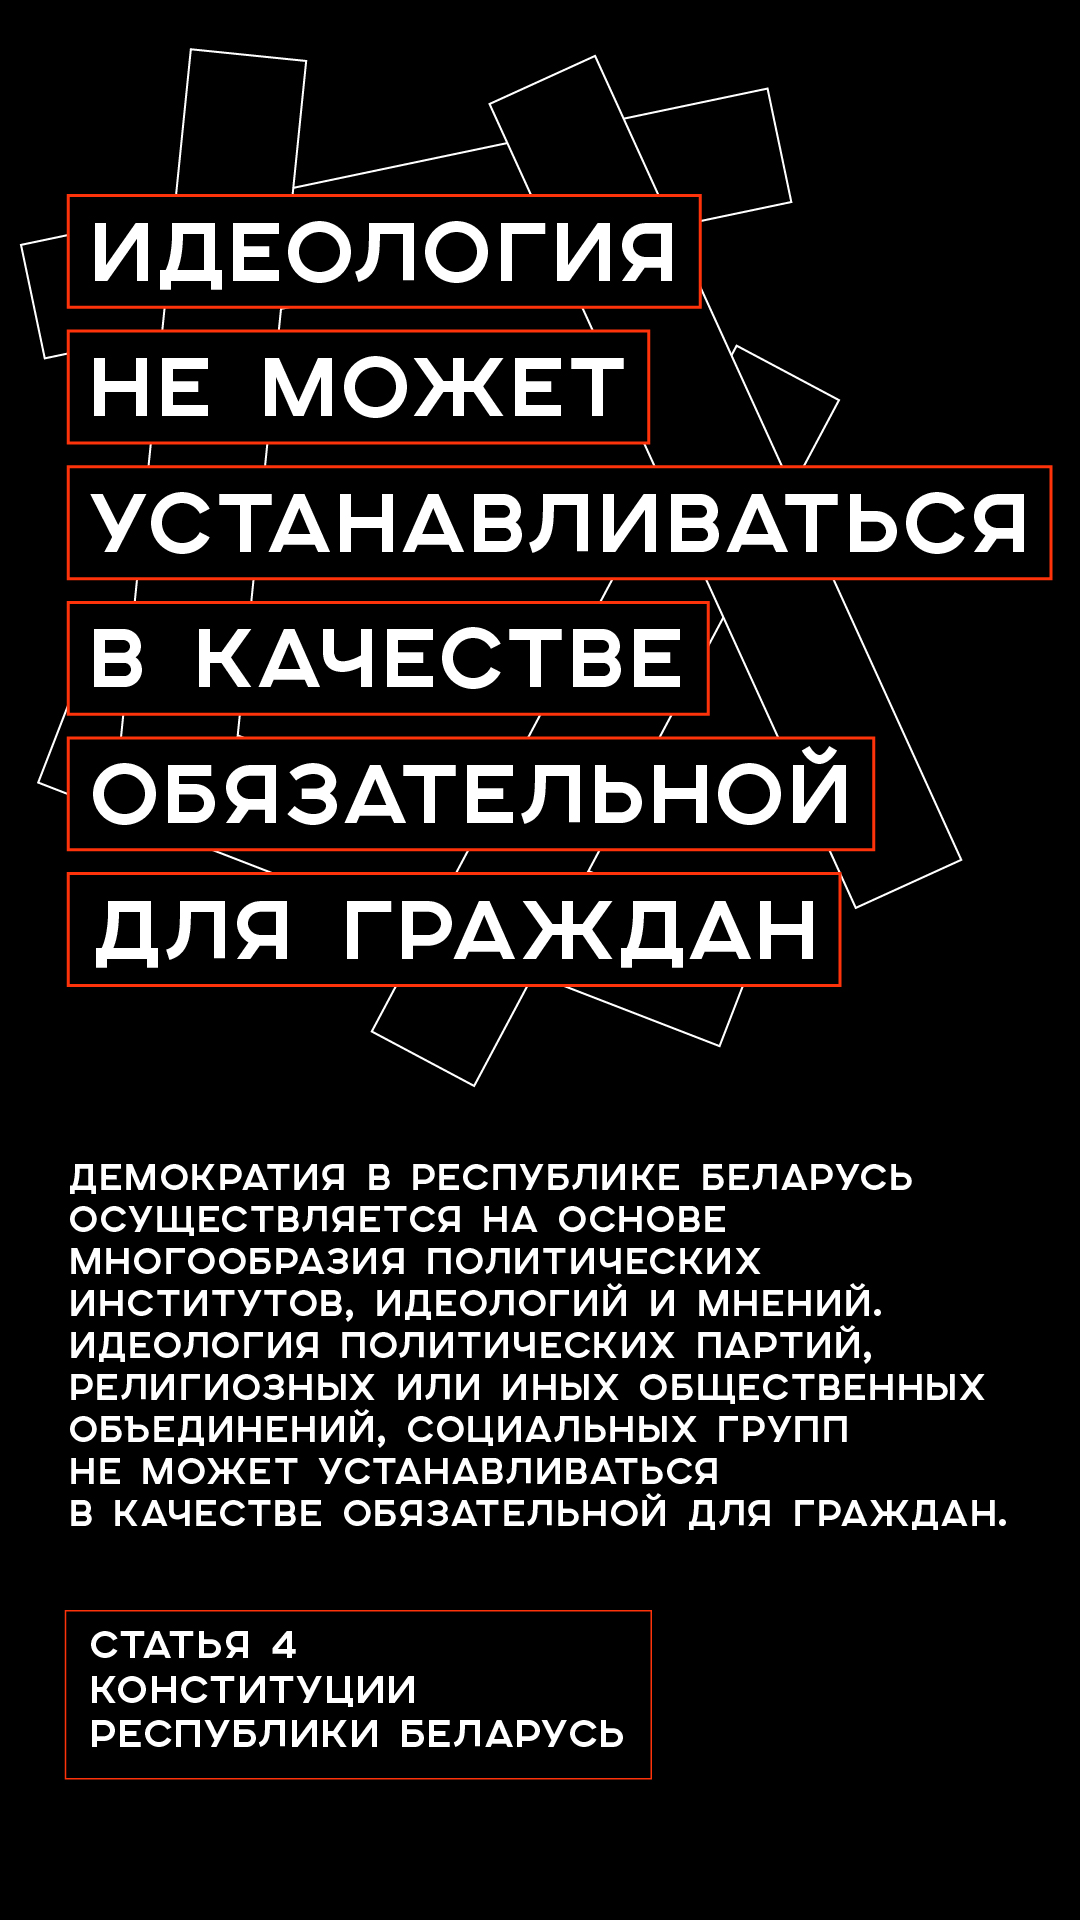 ИДЕОЛОГИЯ
НЕ МОЖЕТ
УСТАНАВЛИВАТЬСЯ
В КАЧЕСТВЕ
ОБЯЗАТЕЛЬНОЙ
ДЛЯ ГРАЖДАН
ДЕМОКРАТИЯ В РЕСПУБЛИКЕ БЕЛАРУСЬ
ОСУЩЕСТВЛЯЕТСЯ НА ОСНОВЕ
МНОГООБРАЗИЯ ПОЛИТИЧЕСКИХ
ИНСТИТУТОВ, ИДЕОЛОГИЙ И МНЕНИЙ.
ИДЕОЛОГИЯ ПОЛИТИЧЕСКИХ ПАРТИЙ,
РЕЛИГИОЗНЫХ ИЛИ ИНЫХ ОБЩЕСТВЕННЫХ
ОБЪЕДИНЕНИЙ, СОЦИАЛЬНЫХ ГРУПП
НЕ МОЖЕТ УСТАНАВЛИВАТЬСЯ
В КАЧЕСТВЕ ОБЯЗАТЕЛЬНОЙ ДЛЯ ГРАЖДАН.
СТАТЬЯ 4
КОНСТИТУЦИИ
РЕСПУБЛИКИ БЕЛАРУСЬ